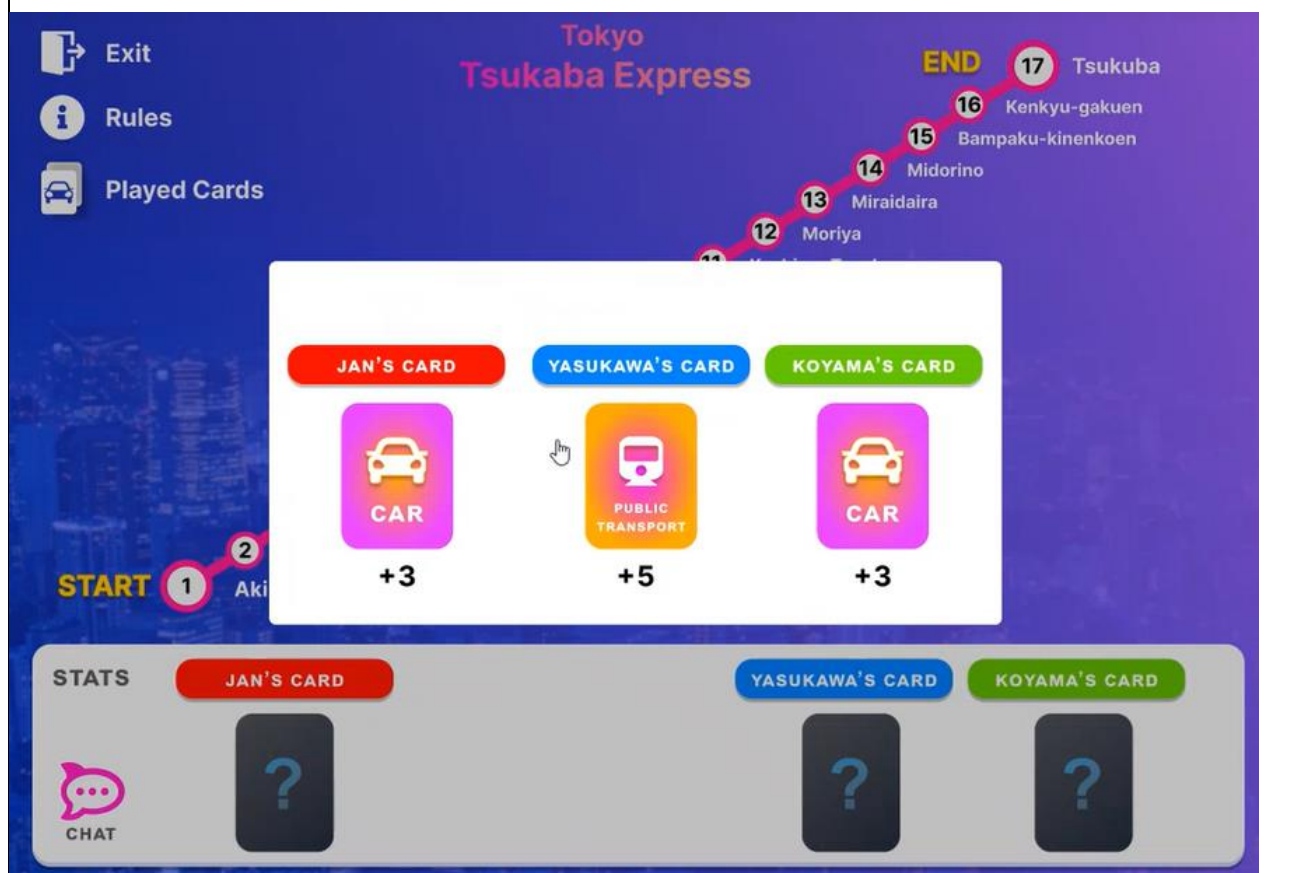 Exit
Rules
Played Cards
Tokyo
Tsukaba Express
END
17 Tsukuba
16 Kenkyu-gakuen
15 Bampaku-kinenkoen
14 Midorino
13 Miraidaira
12 Moriya
11
JAN'S CARD
YASUKAWA'S CARD
KOYAMA'S CARD
CAR
PUBLIC
TRANSPORT
CAR
+3
+5
+3
2
START 1 Aki
STATS
JAN'S CARD
YASUKAWA'S CARD
KOYAMA'S CARD
?
?
?
CHAT